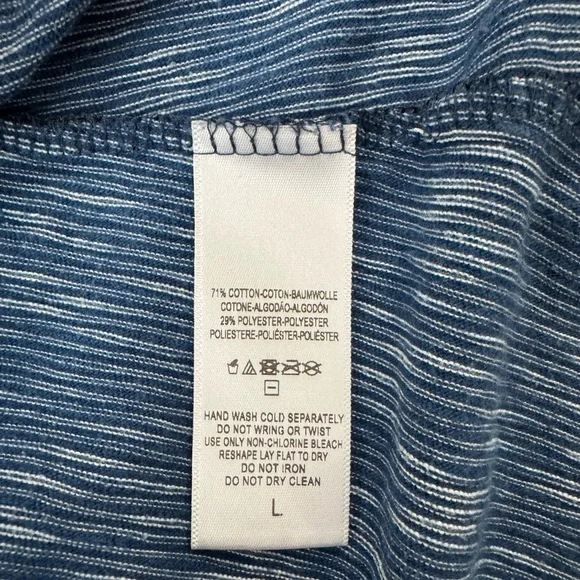 71% COTTON-COTON-BAUMWOLLE
COTONE-ALGODÃO-ALGODÓN
29% POLYESTER-POLYESTER
POLIESTERE-POLIÉSTER-POLIÉSTER
HAND WASH COLD SEPARATELY
DO NOT WRING OR TWIST
USE ONLY NON-CHLORINE BLEACH
RESHAPE LAY FLAT TO DRY
DO NOT IRON
DO NOT DRY CLEAN
L.